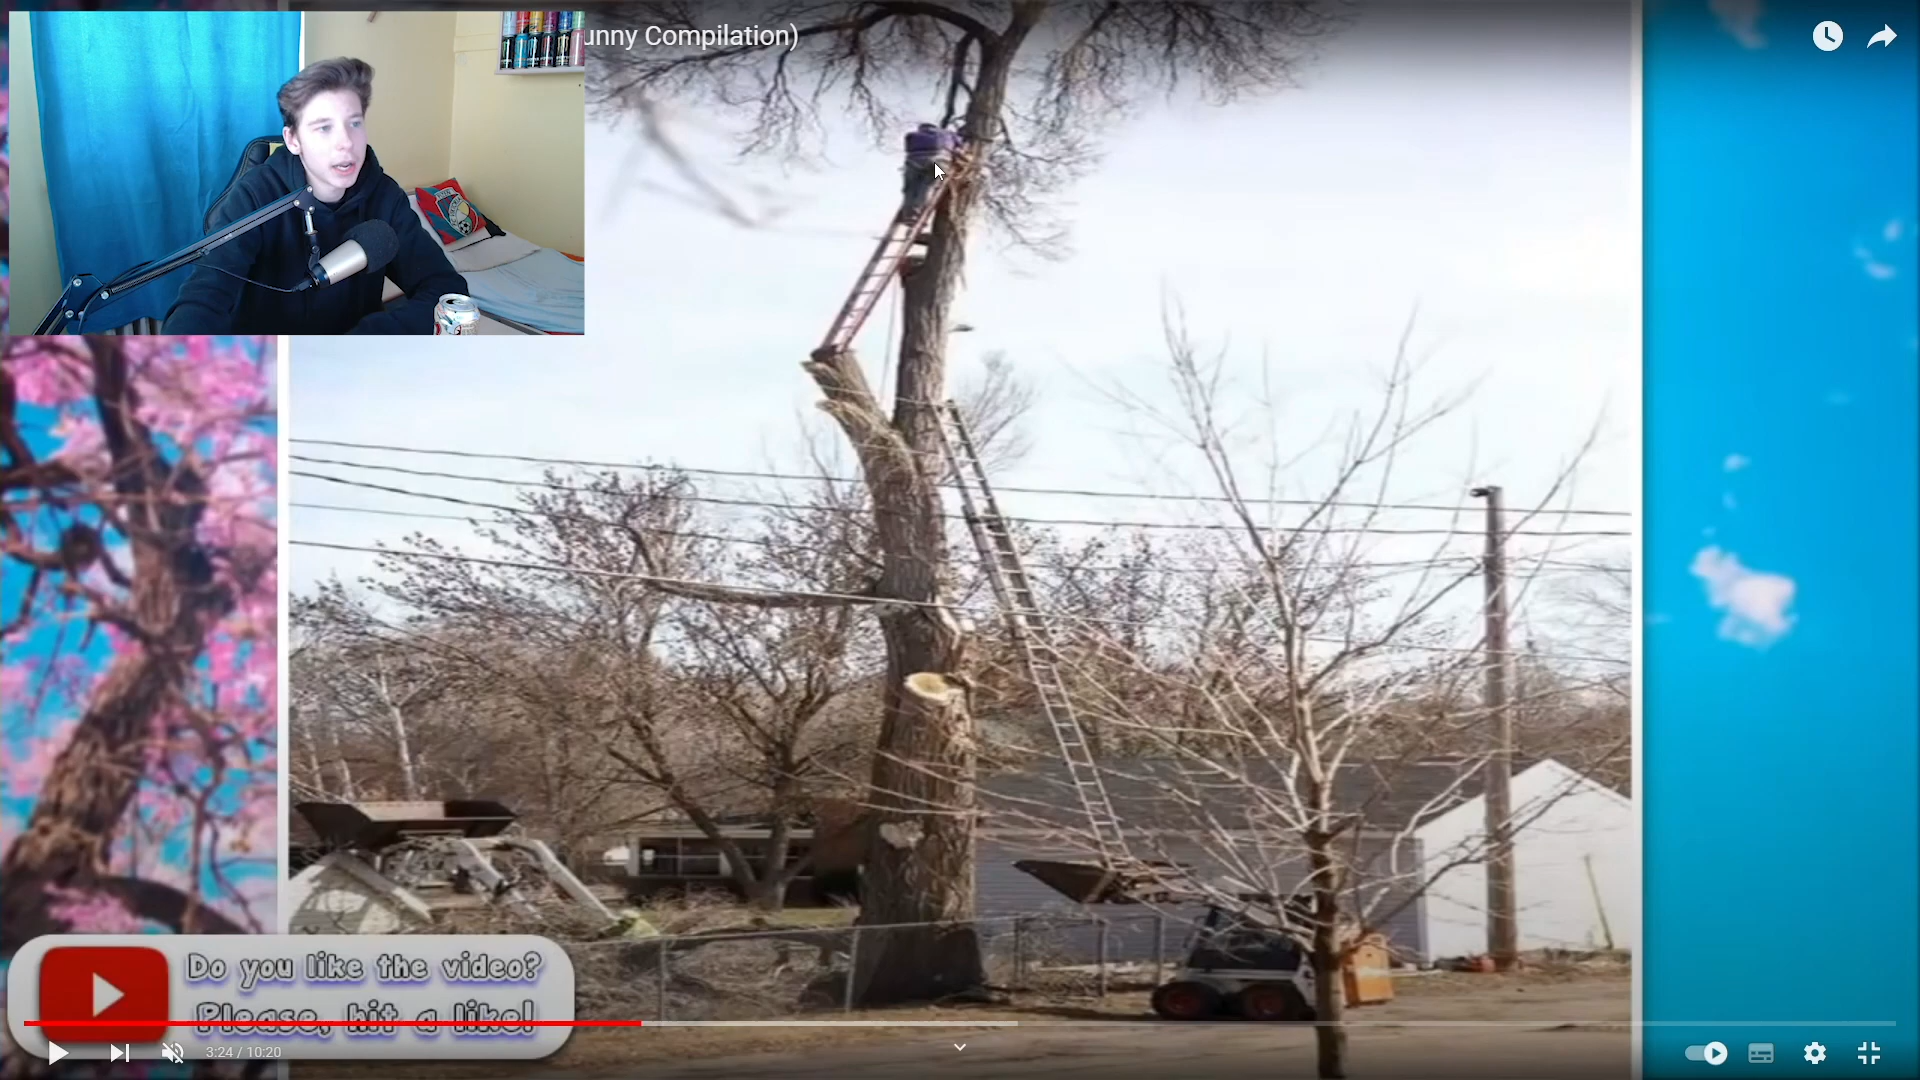 unny Compilation)
Do you like the video?
Please, hit a like!
3:24 / 10:20